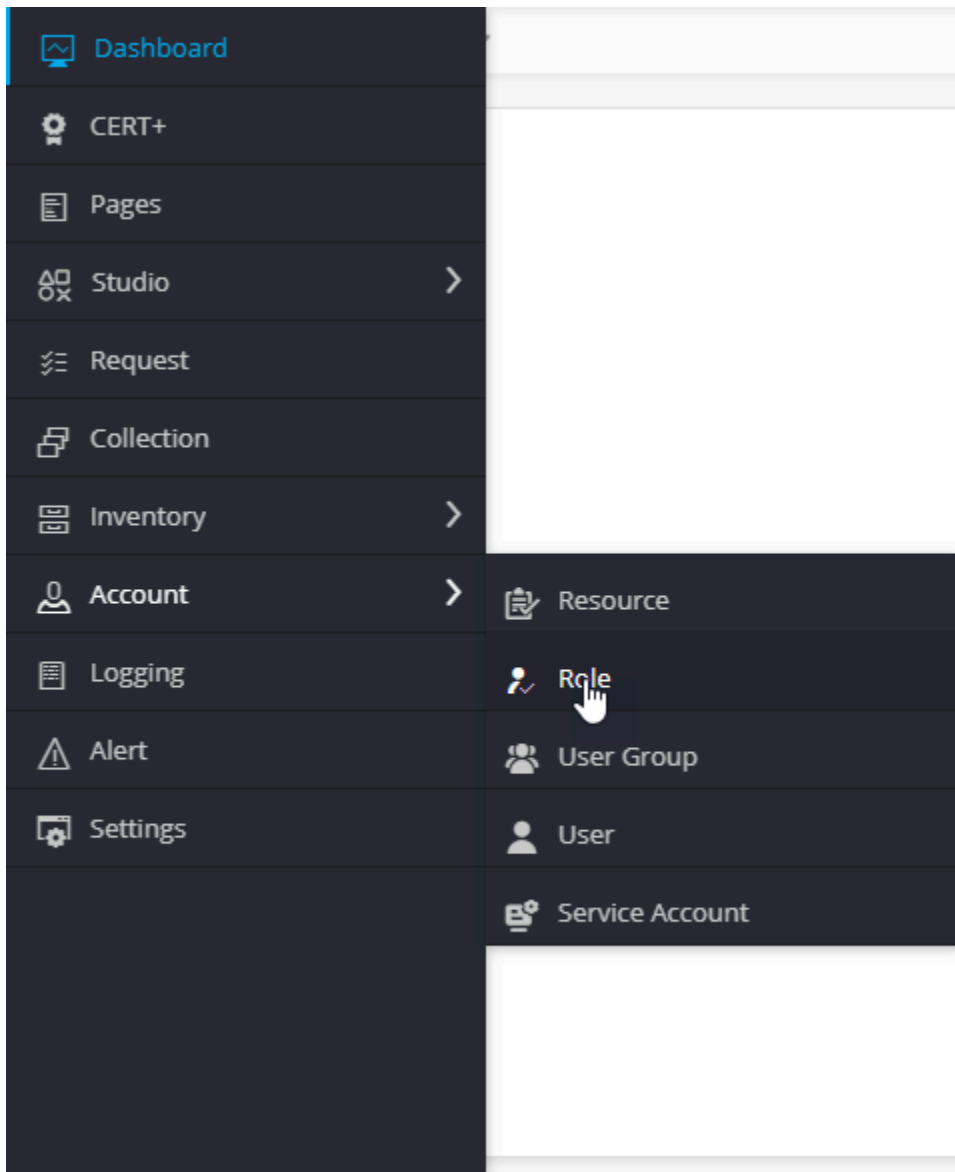 Dashboard
CERT+
Pages
Studio
Request
Collection
Inventory
Account
Logging
Alert
Settings
Resource
Role
User Group
User
Service Account